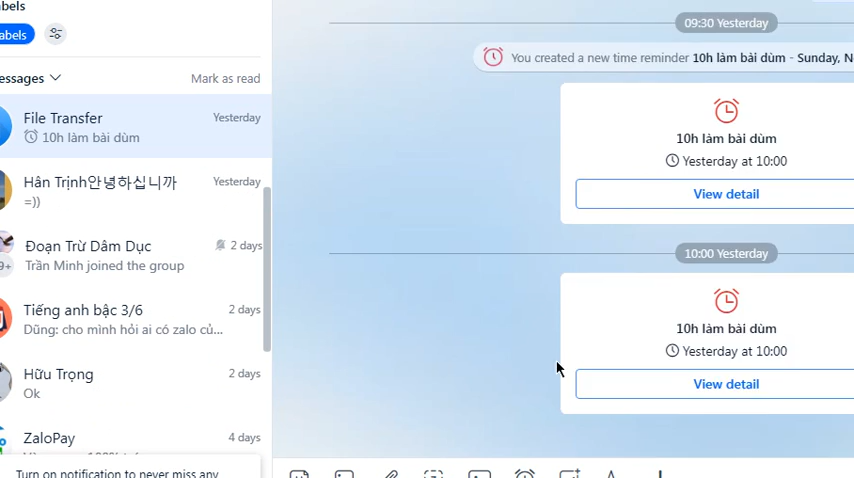 abels
abels
essages
Mark as read
File Transfer
Yesterday
10h làm bài dùm
Hân Trịnh안녕하십니까
Yesterday
=))
Đoạn Trừ Dâm Dục
2 days
9+
Trần Minh joined the group
Tiếng anh bậc 3/6
2 days
Dũng: cho mình hỏi ai có zalo củ...
Hữu Trọng
2 days
Ok
ZaloPay
4 days
Turn on notification to never miss any
09:30 Yesterday
You created a new time reminder 10h làm bài dùm - Sunday, N
10h làm bài dùm
Yesterday at 10:00
View detail
10:00 Yesterday
10h làm bài dùm
Yesterday at 10:00
View detail